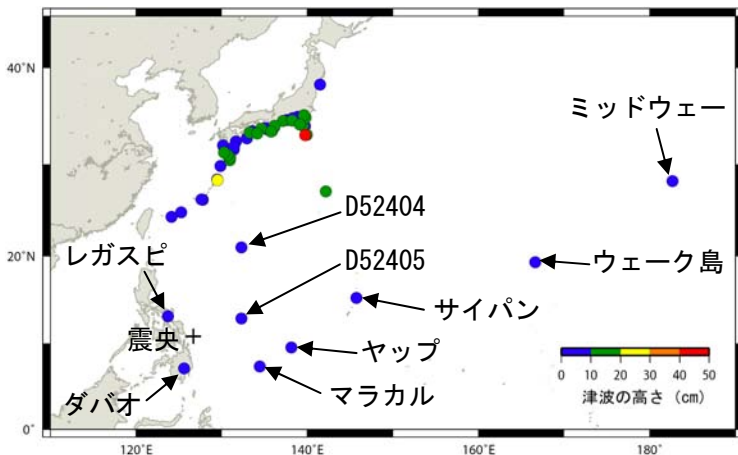 40°N
ミッドウェー
D52404
20°N
レガスピ
D52405
ウェーク島
サイパン
震央
ヤップ
ダバオ
マラカル
0 10 20 30 40 50
津波の高さ (cm)
0°
120°E 140°E 160°E 180°